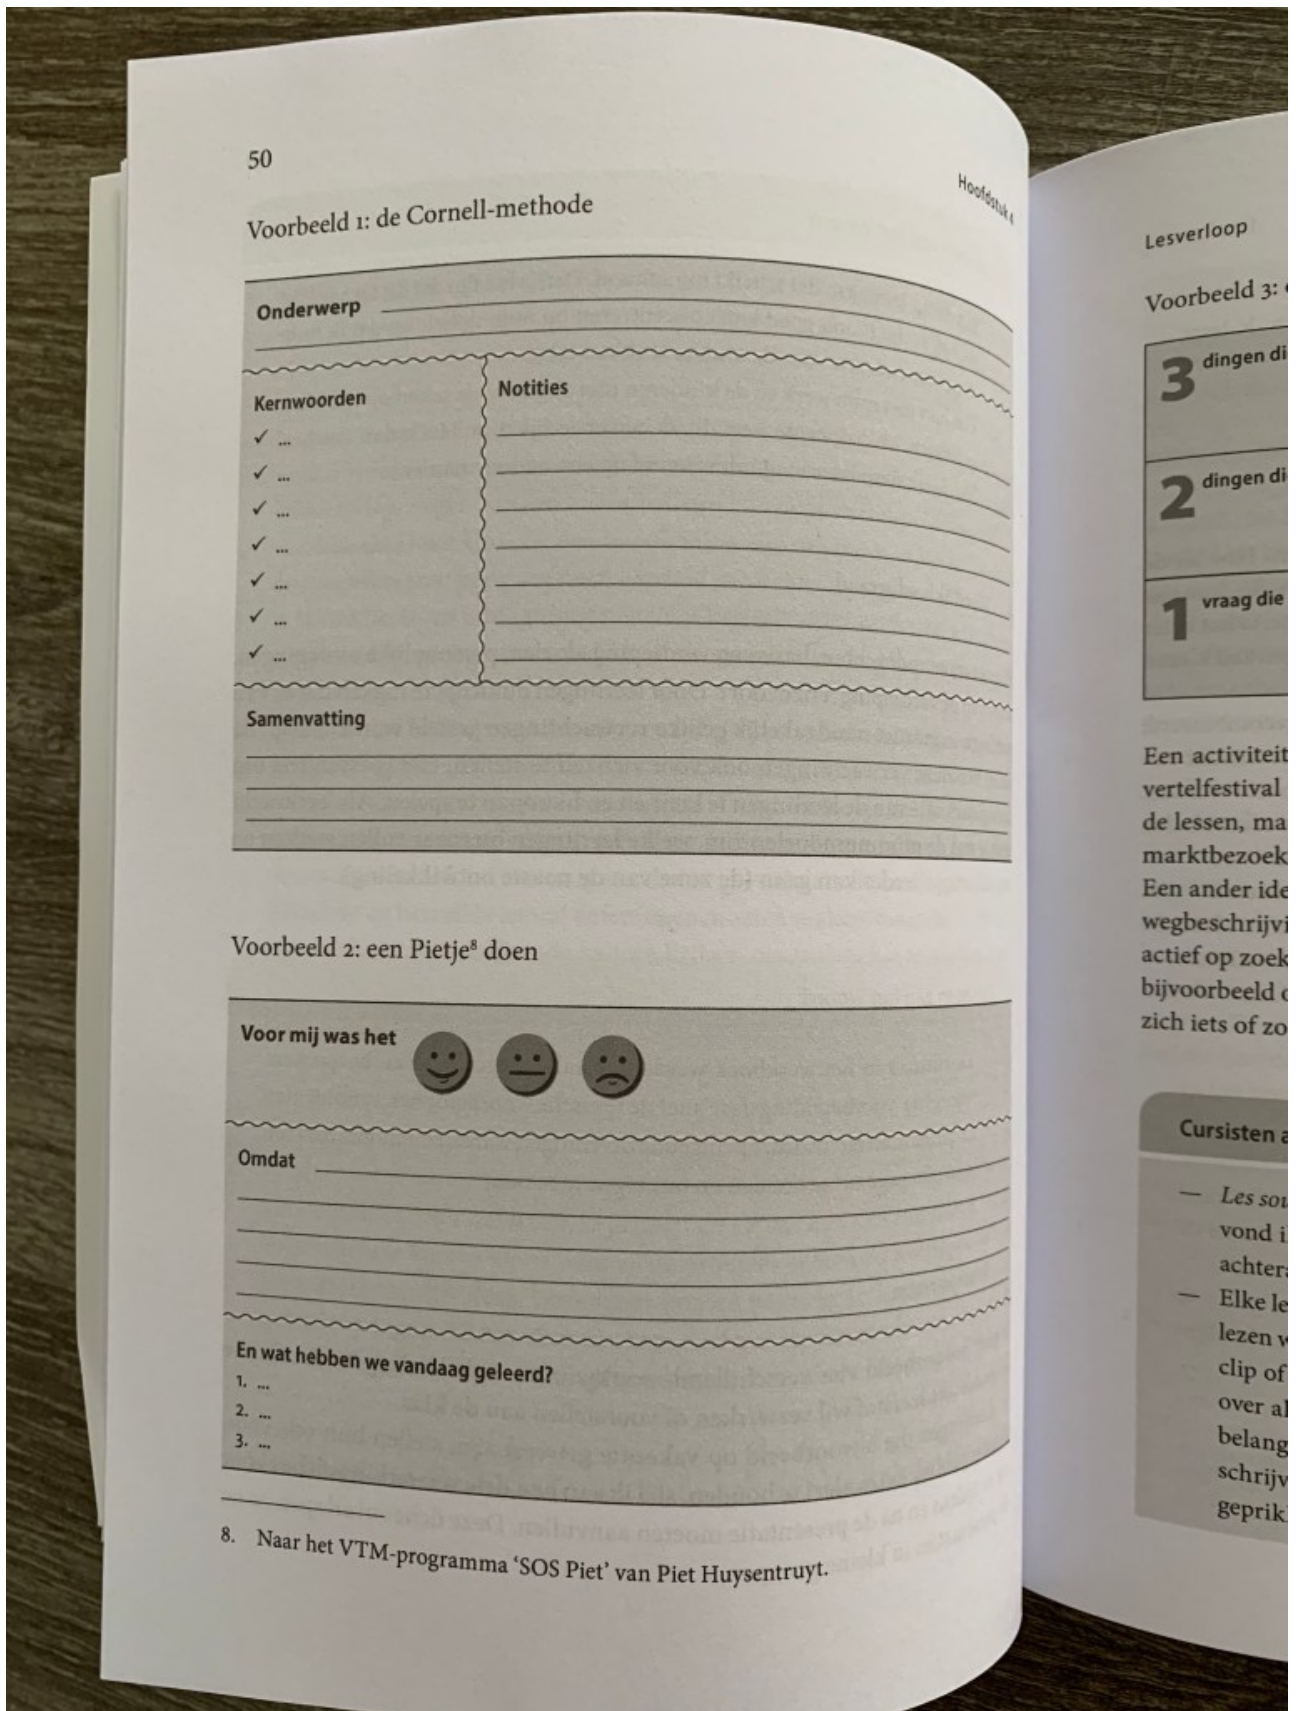 50
Hoofdstuk 4
Voorbeeld 1: de Cornell-methode
Onderwerp
Kernwoorden
Notities
✓ ...
✓ ...
✓ ...
✓ ...
✓ ...
✓ ...
✓ ...
Samenvatting
Voorbeeld 2: een Pietje⁸ doen
Voor mij was het
Omdat
En wat hebben we vandaag geleerd?
1. ...
2. ...
3. ...
8. Naar het VTM-programma ‘SOS Piet’ van Piet Huysentruyt.
Lesverloop
Voorbeeld 3:
3 dingen di
2 dingen di
1 vraag die
Een activiteit
vertelfestival
de lessen, ma
marktbezoek
Een ander ide
wegbeschrijvi
actief op zoek
bijvoorbeeld
zich iets of zo
Cursisten a
— Les sou
vond i
achtera
— Elke le
lezen
clip of
over al
belang
schrijv
geprik